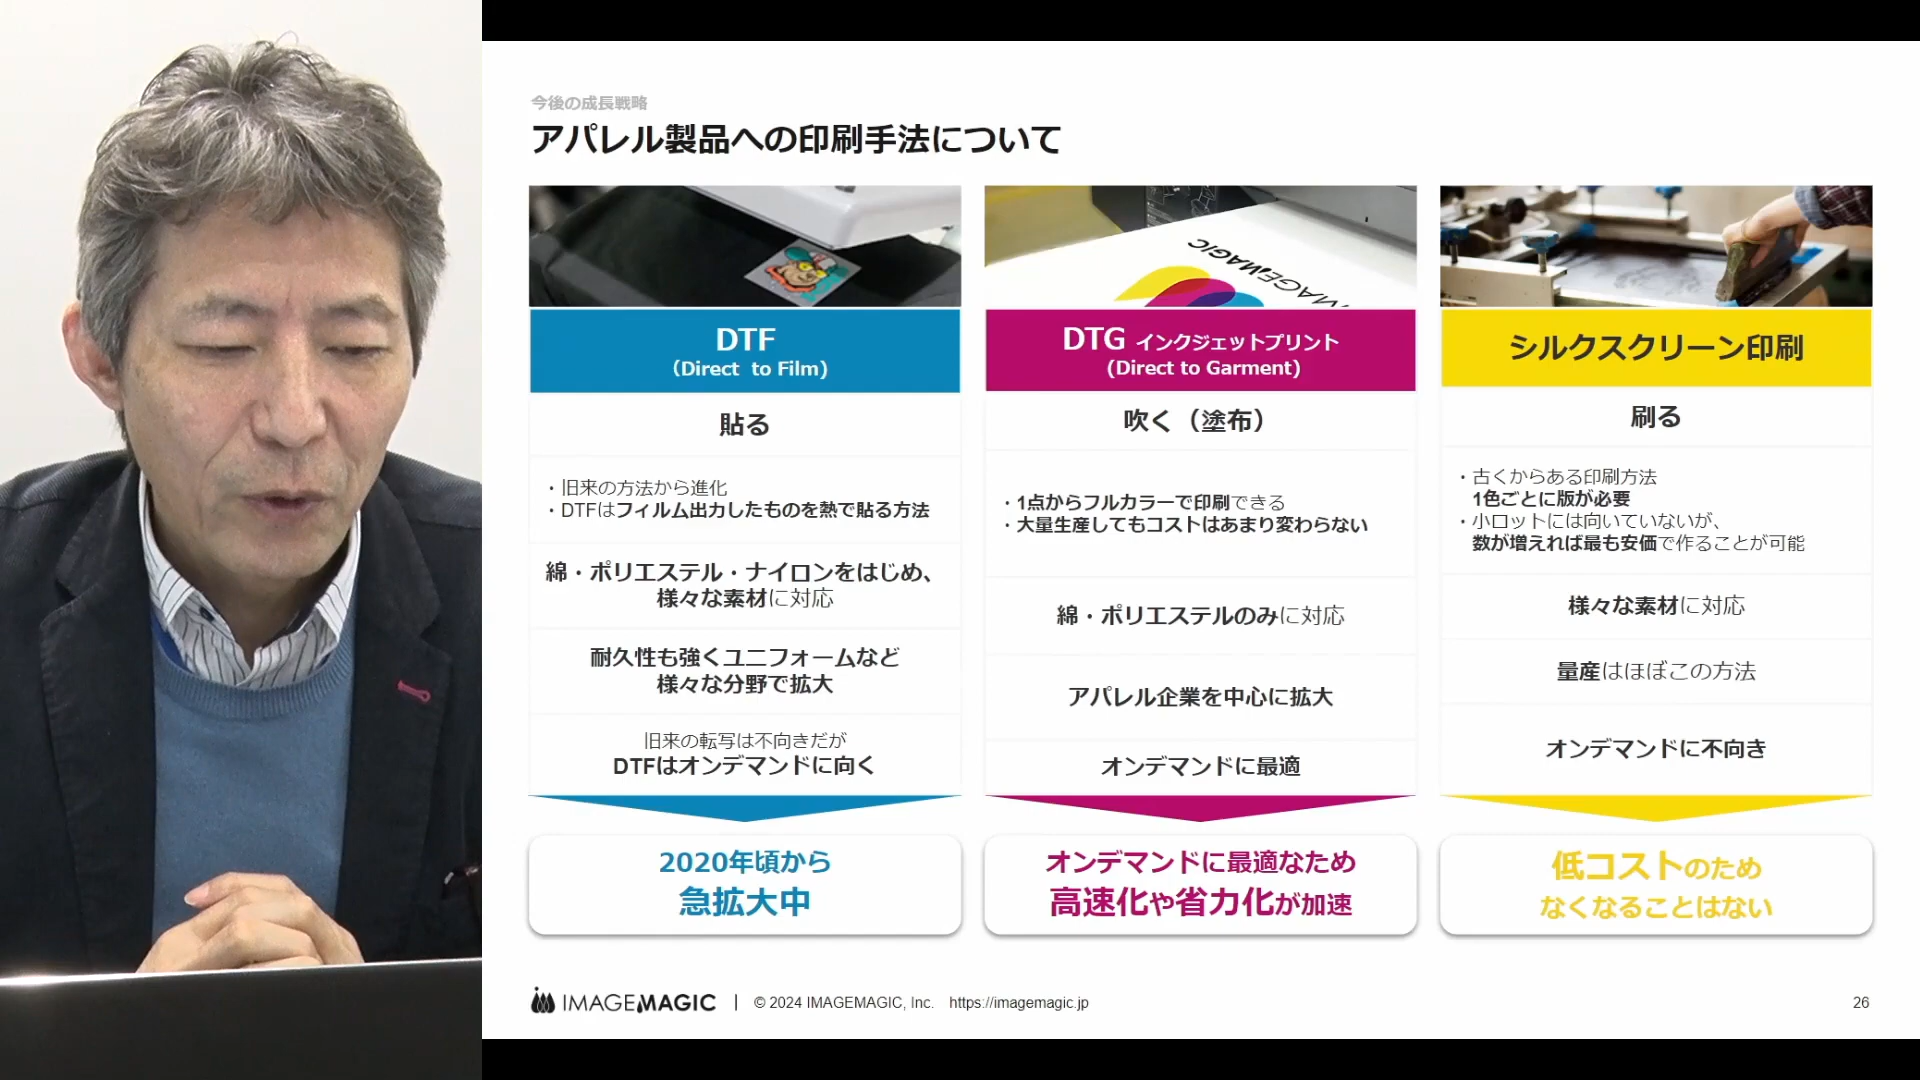 今後の成長戦略
アパレル製品への印刷手法について
IMAGEMAGIC
DTF
(Direct to Film)
貼る
・旧来の方法から進化
・DTFはフィルム出力したものを熱で貼る方法
綿・ポリエステル・ナイロンをはじめ、
様々な素材に対応
耐久性も強くユニフォームなど
様々な分野で拡大
旧来の転写は不向きだが
DTFはオンデマンドに向く
2020年頃から
急拡大中
DTG インクジェットプリント
(Direct to Garment)
吹く（塗布）
・1点からフルカラーで印刷できる
・大量生産してもコストはあまり変わらない
綿・ポリエステルのみに対応
アパレル企業を中心に拡大
オンデマンドに最適
オンデマンドに最適なため
高速化や省力化が加速
シルクスクリーン印刷
刷る
・古くからある印刷方法
1色ごとに版が必要
・小ロットには向いていないが、
数が増えれば最も安価で作ることが可能
様々な素材に対応
量産はほぼこの方法
オンデマンドに不向き
低コストのため
なくなることはない
IMAGEMAGIC | © 2024 IMAGEMAGIC, Inc. https://imagemagic.jp
26